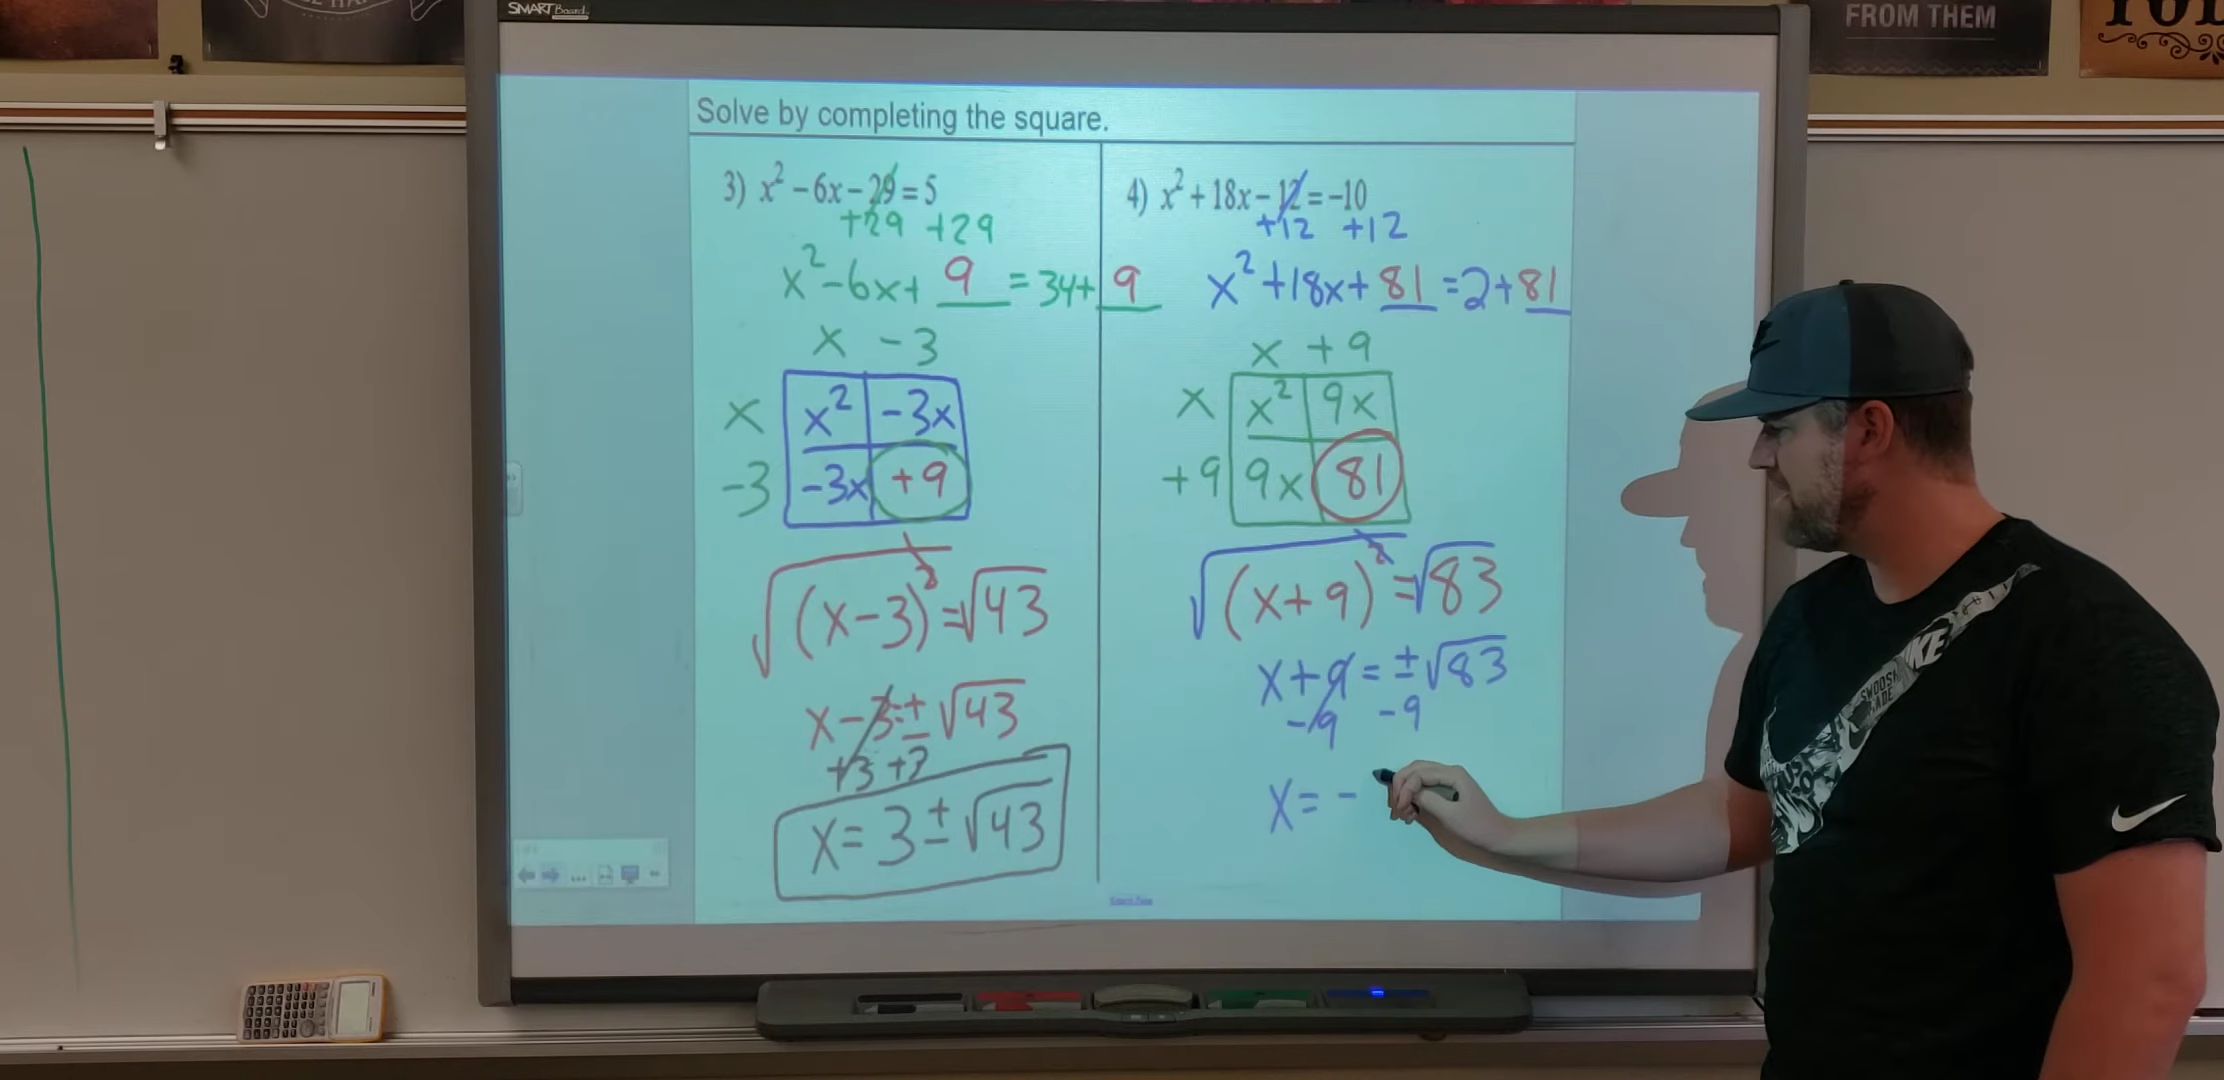 SMART Board
FROM THEM
Solve by completing the square.
3) x² – 6x – 29 = 5
+29 +29
x² - 6x + 9 = 34 + 9
x - 3
x x² -3x
-3 -3x +9
√(x-3)² = √43
x - 3 = ± √43
+3 +3
x = 3 ± √43
4) x² + 18x – 12 = –10
+12 +12
x² + 18x + 81 = 2 + 81
x + 9
x x² 9x
+9 9x 81
√(x+9)² = √83
x + 9 = ± √83
-9 -9
x = -
SWOOSH
MADE